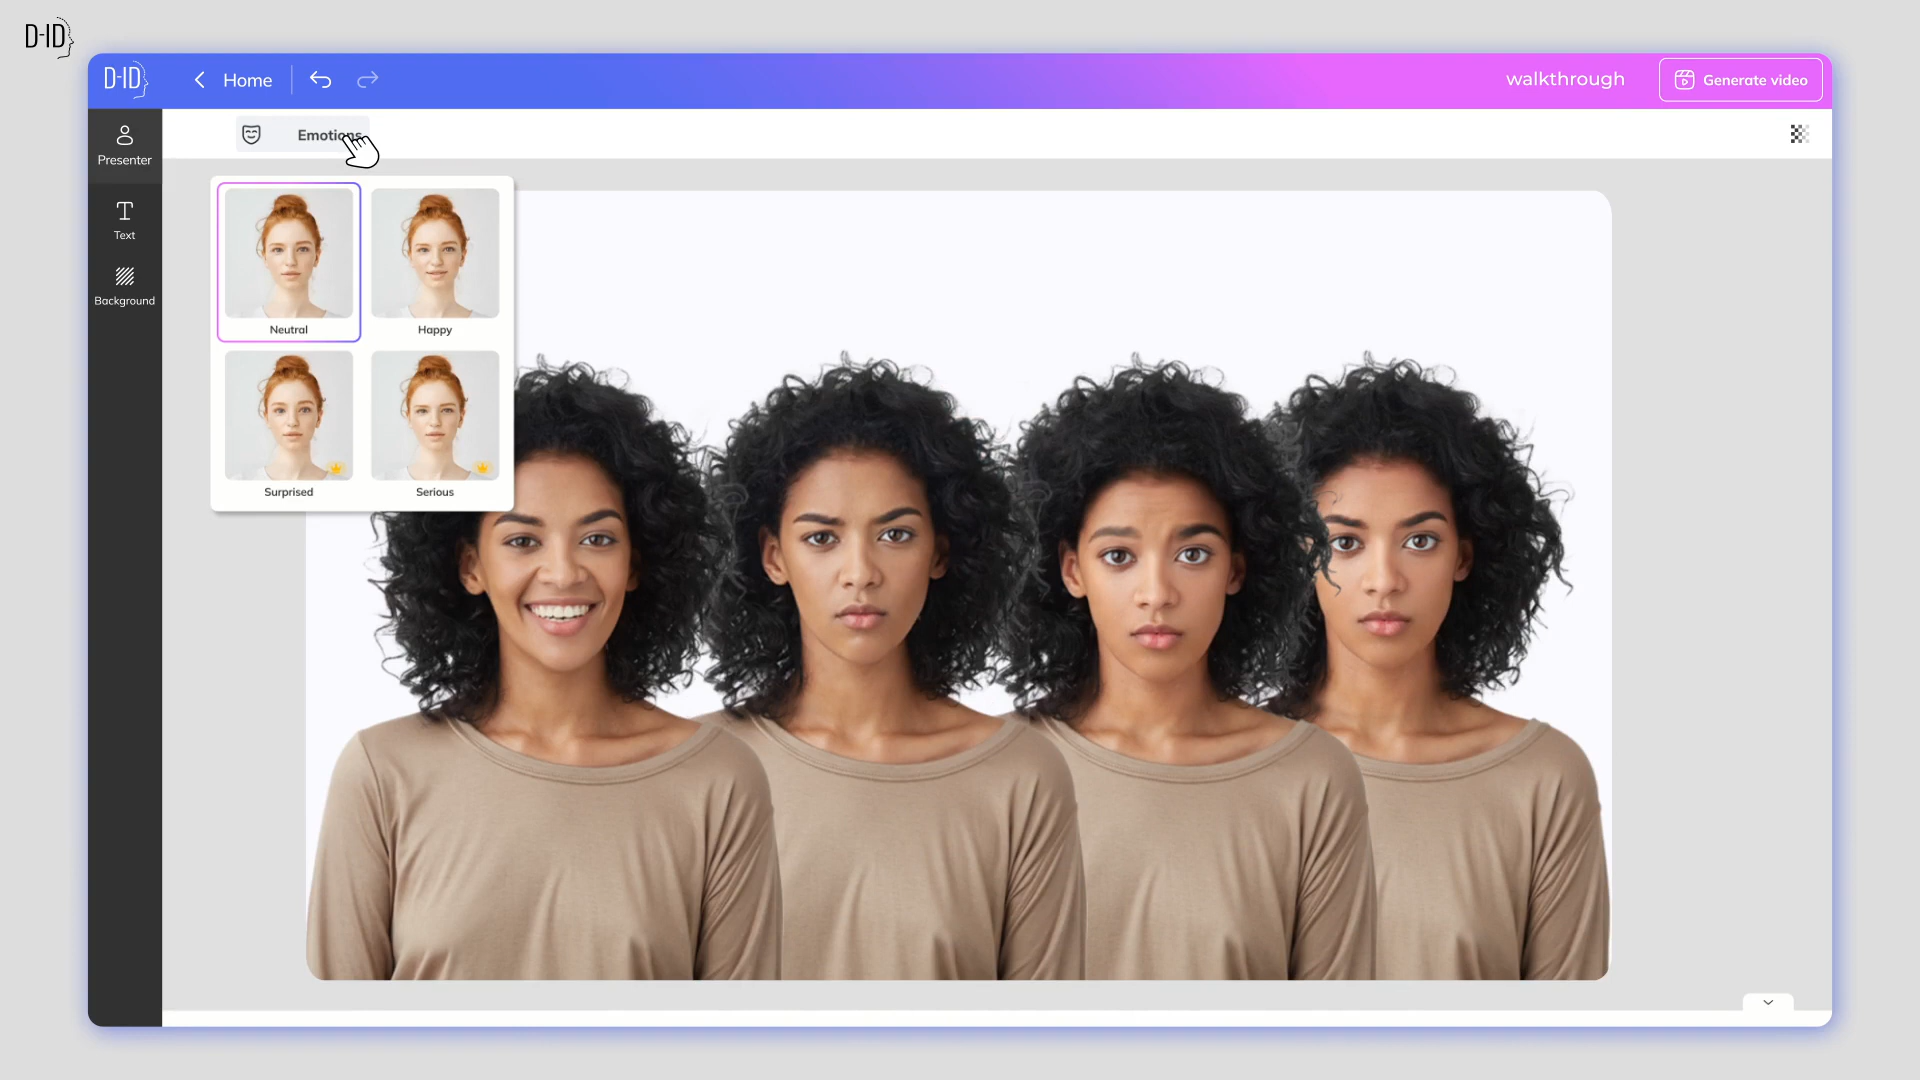 D-ID
D-ID
Home
walkthrough
Generate video
Emotions
Presenter
Text
Background
Neutral
Happy
Surprised
Serious